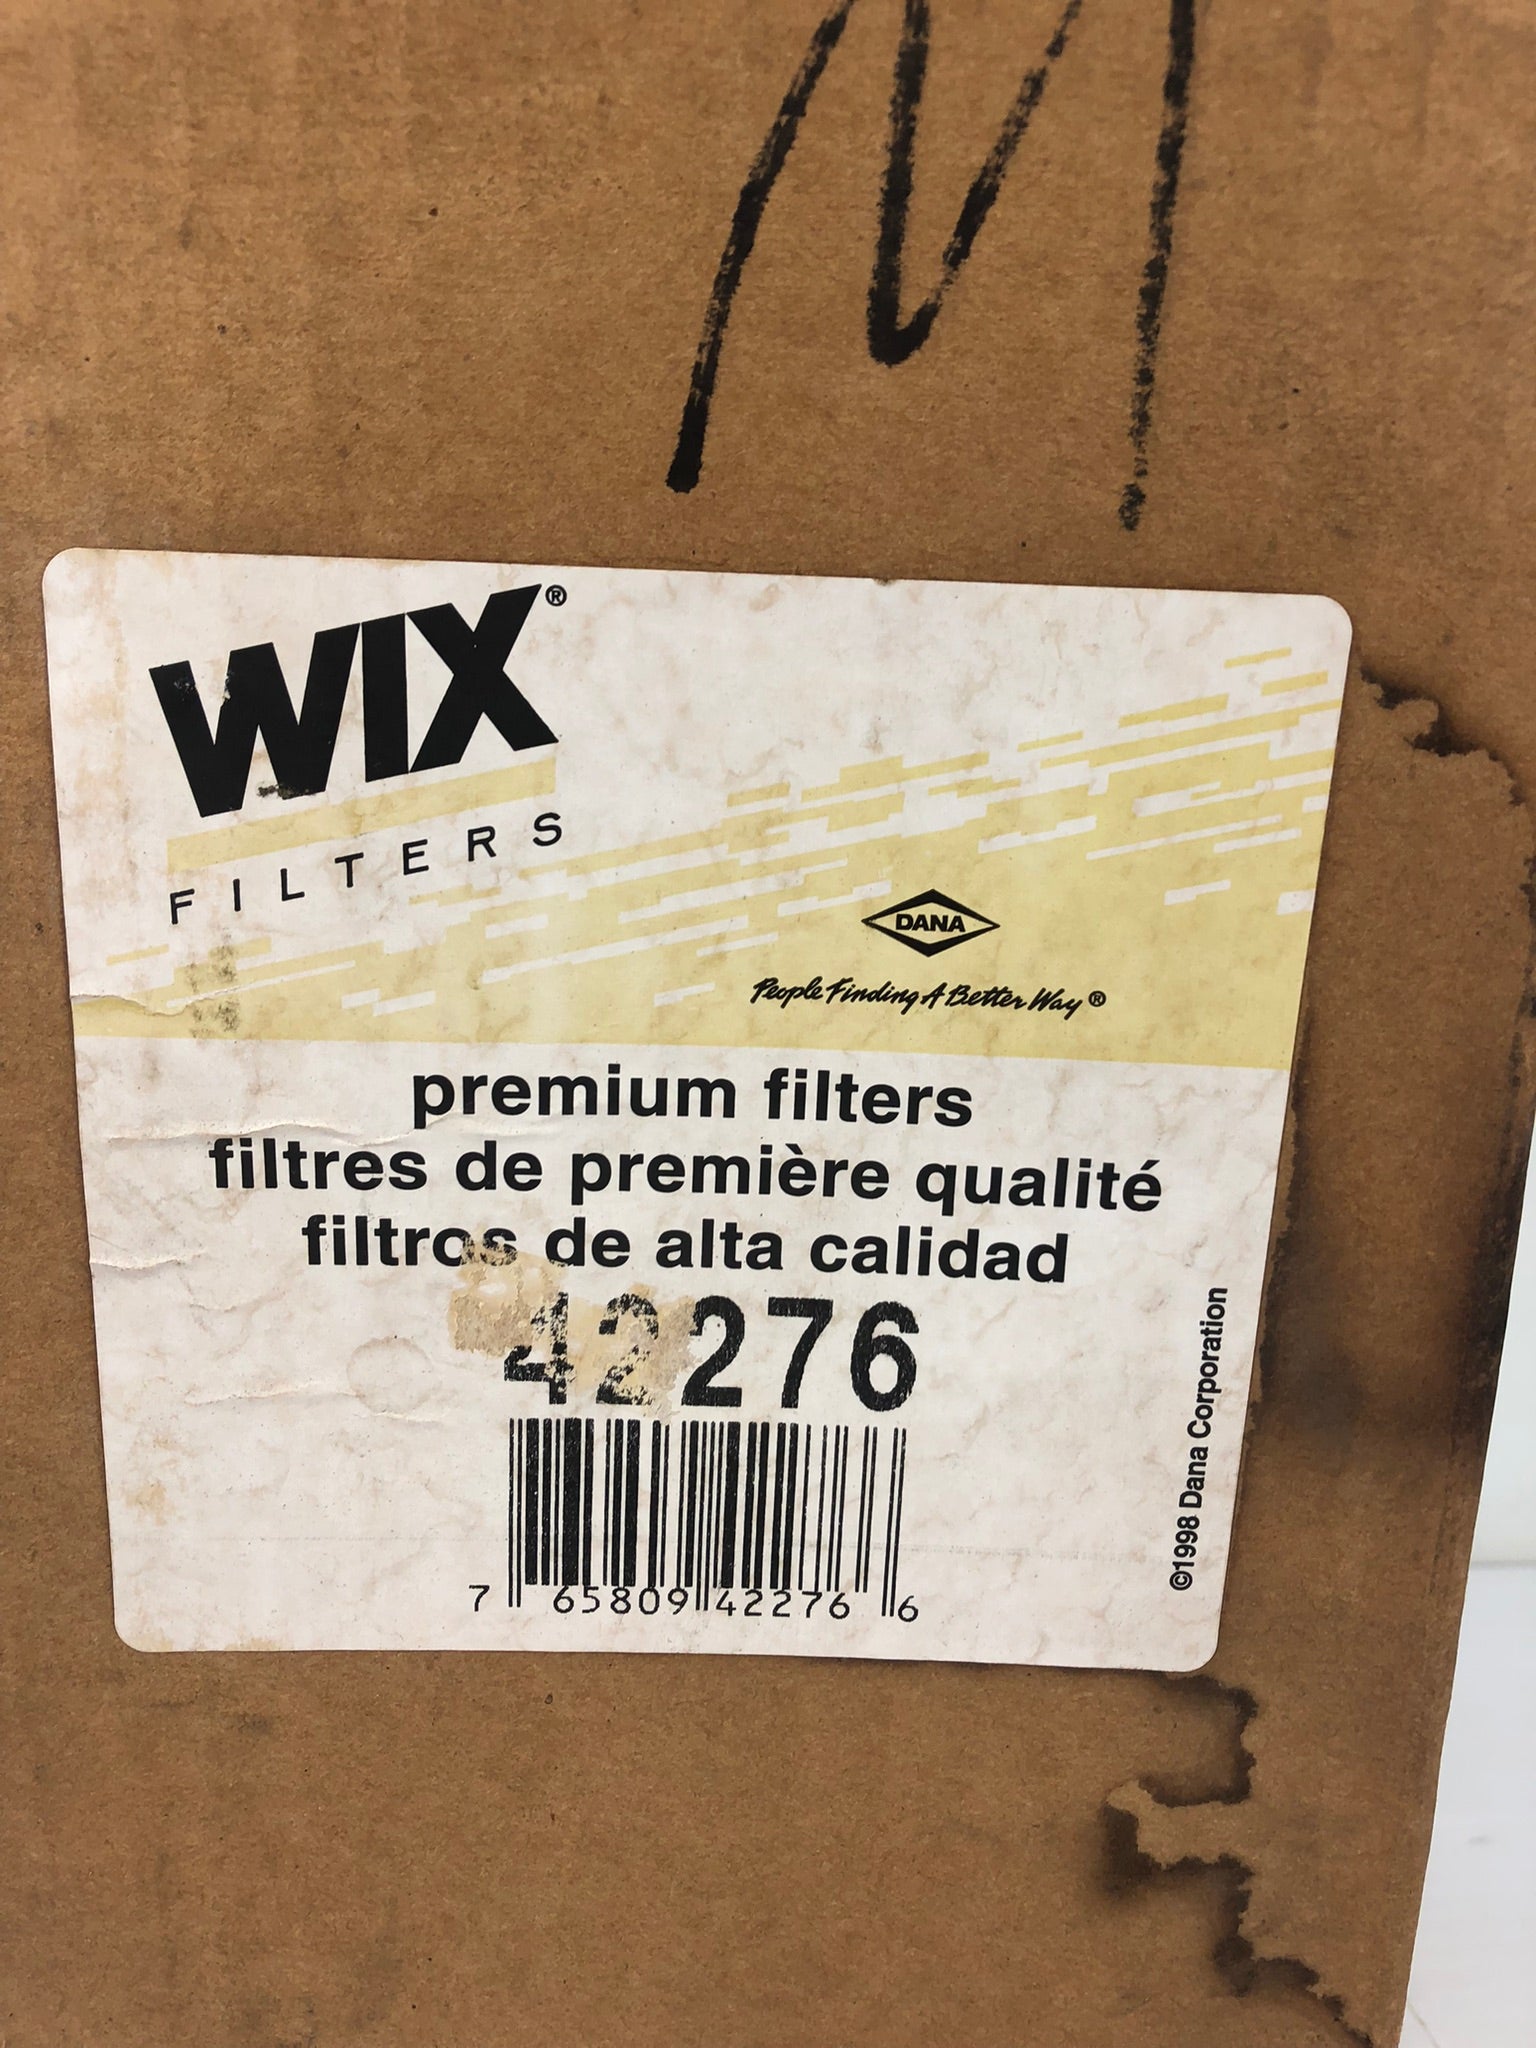 M
WIX®
FILTERS
DANA
People Finding A Better Way®
premium filters
filtres de première qualité
filtros de alta calidad
42276
7 65809 42276 6
©1998 Dana Corporation